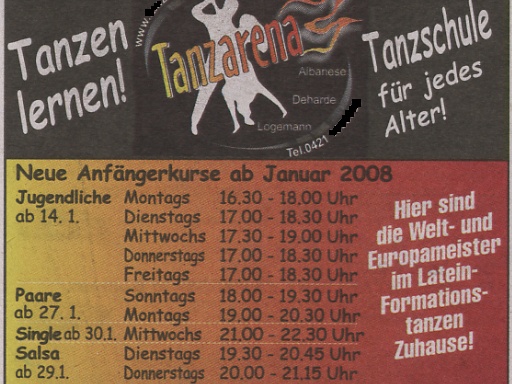 Tanzen
lernen!
www.
Tanzarena
Albanese
Deharde
Logemann
Tel.0421
Tanzschule
für jedes
Alter!
Neue Anfängerkurse ab Januar 2008
Jugendliche Montags 16.30 - 18.00 Uhr
ab 14. 1. Dienstags 17.00 - 18.30 Uhr
Mittwochs 17.30 - 19.00 Uhr
Donnerstags 17.00 - 18.30 Uhr
Freitags 17.00 - 18.30 Uhr
Paare Sonntags 18.00 - 19.30 Uhr
ab 27. 1. Montags 19.00 - 20.30 Uhr
Single ab 30.1. Mittwochs 21.00 - 22.30 Uhr
Salsa Dienstags 19.30 - 20.45 Uhr
ab 29.1. Donnerstags 20.00 - 21.15 Uhr
Hier sind
die Welt- und
Europameister
im Latein-
Formations-
tanzen
Zuhause!